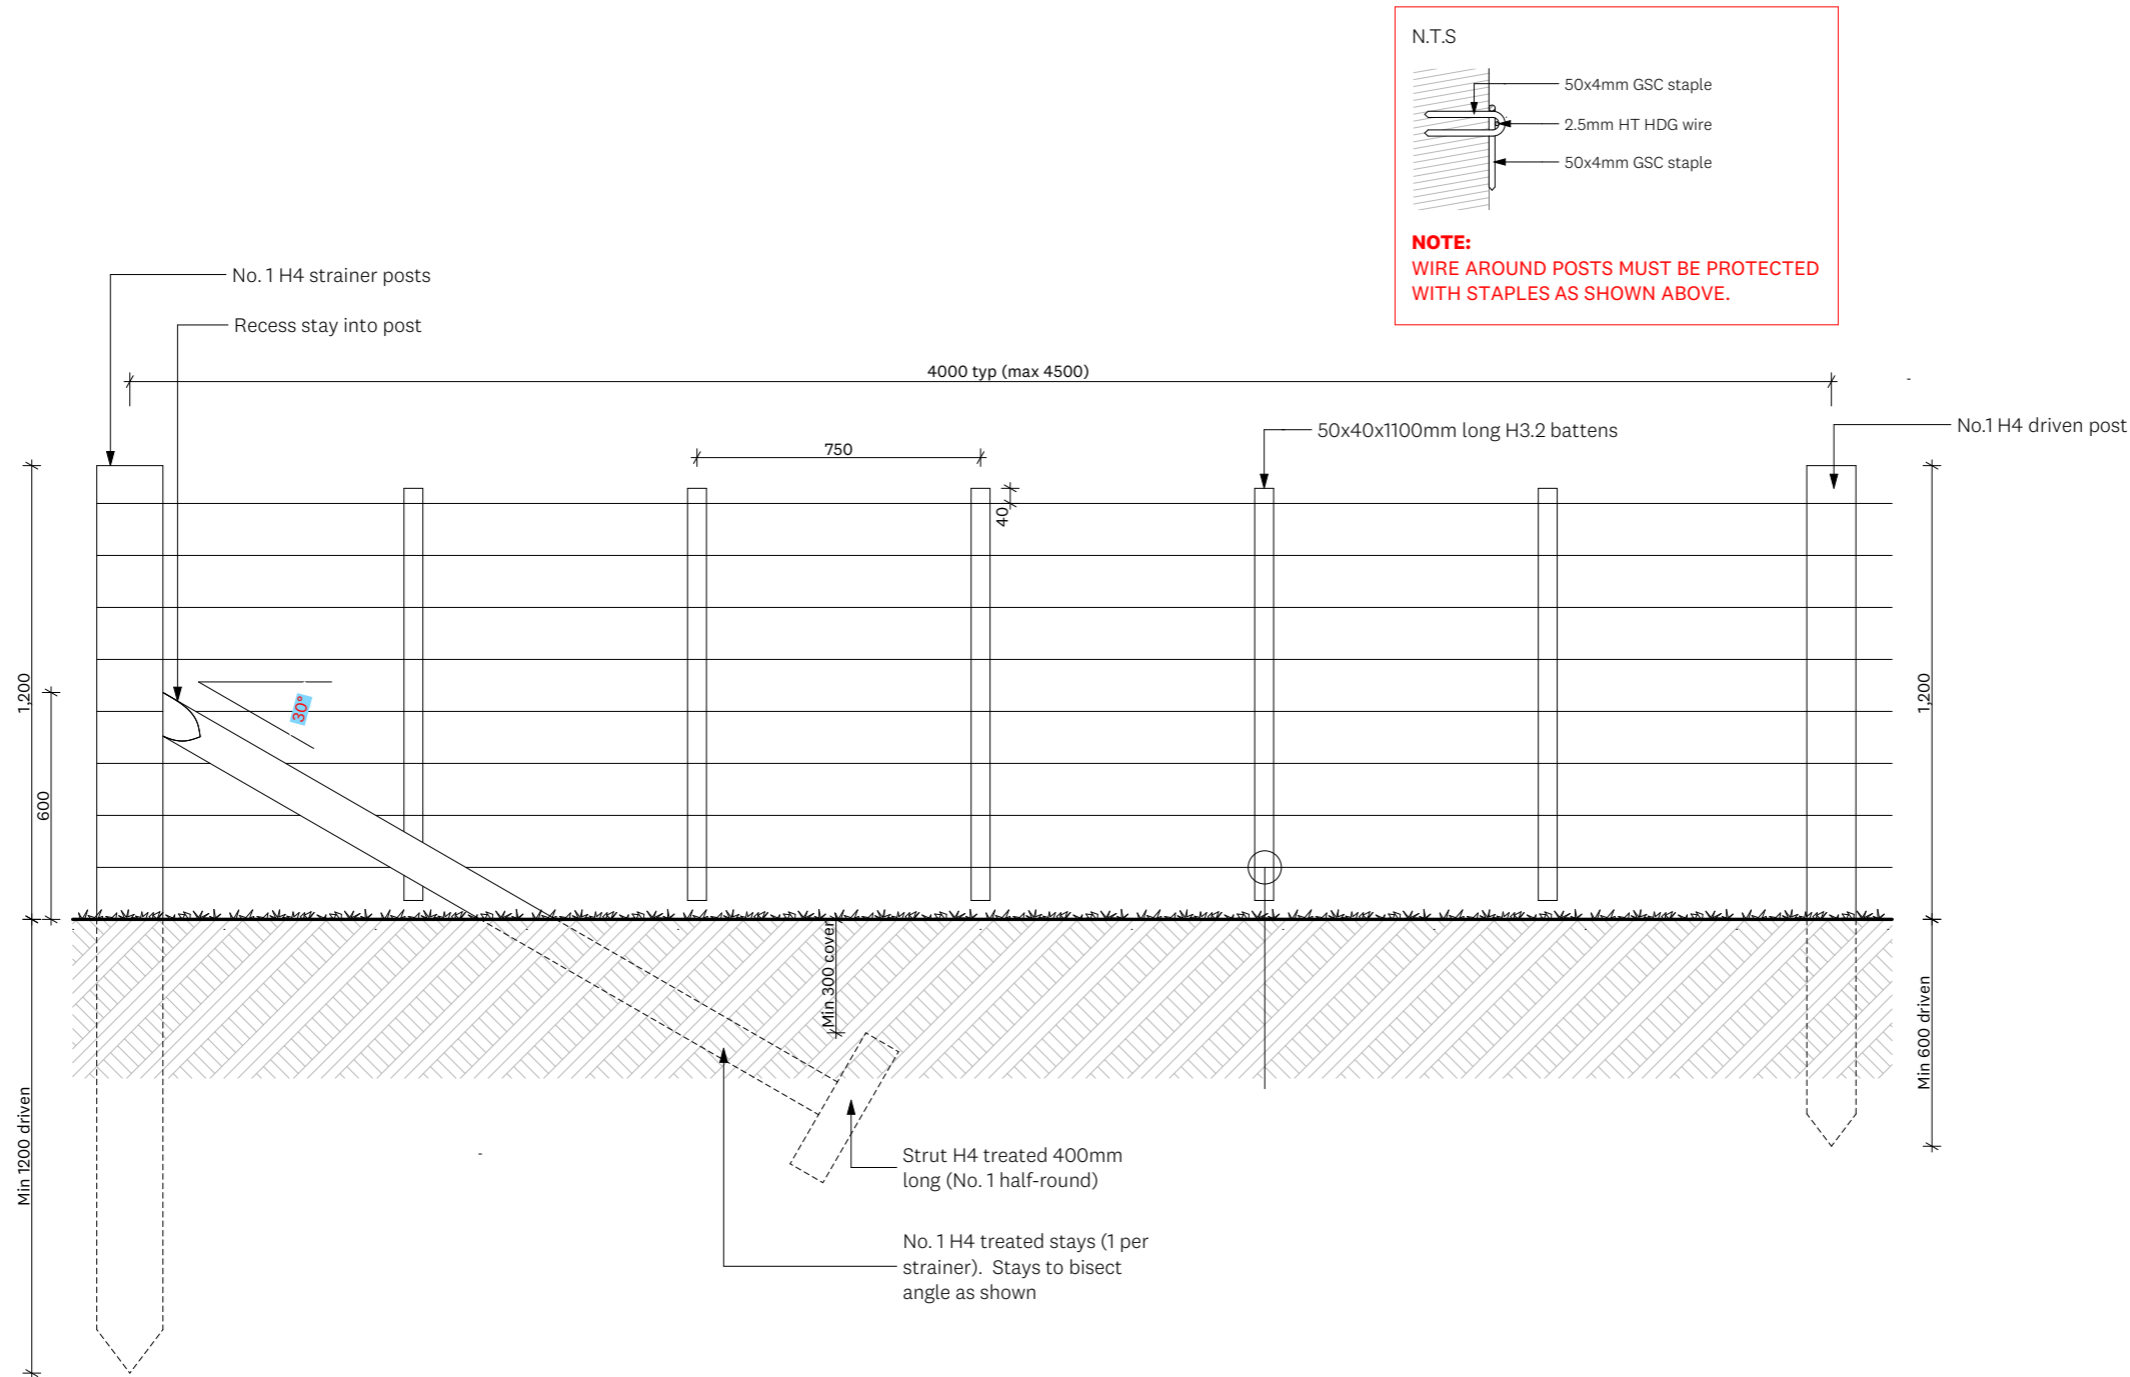 N.T.S
50x4mm GSC staple
2.5mm HT HDG wire
50x4mm GSC staple
NOTE:
WIRE AROUND POSTS MUST BE PROTECTED
WITH STAPLES AS SHOWN ABOVE.
No. 1 H4 strainer posts
Recess stay into post
4000 typ (max 4500)
50x40x1100mm long H3.2 battens
No.1 H4 driven post
750
40
1,200
600
30°
1,200
Min 300 cover
Min 600 driven
Min 1200 driven
Strut H4 treated 400mm
long (No. 1 half-round)
No. 1 H4 treated stays (1 per
strainer). Stays to bisect
angle as shown